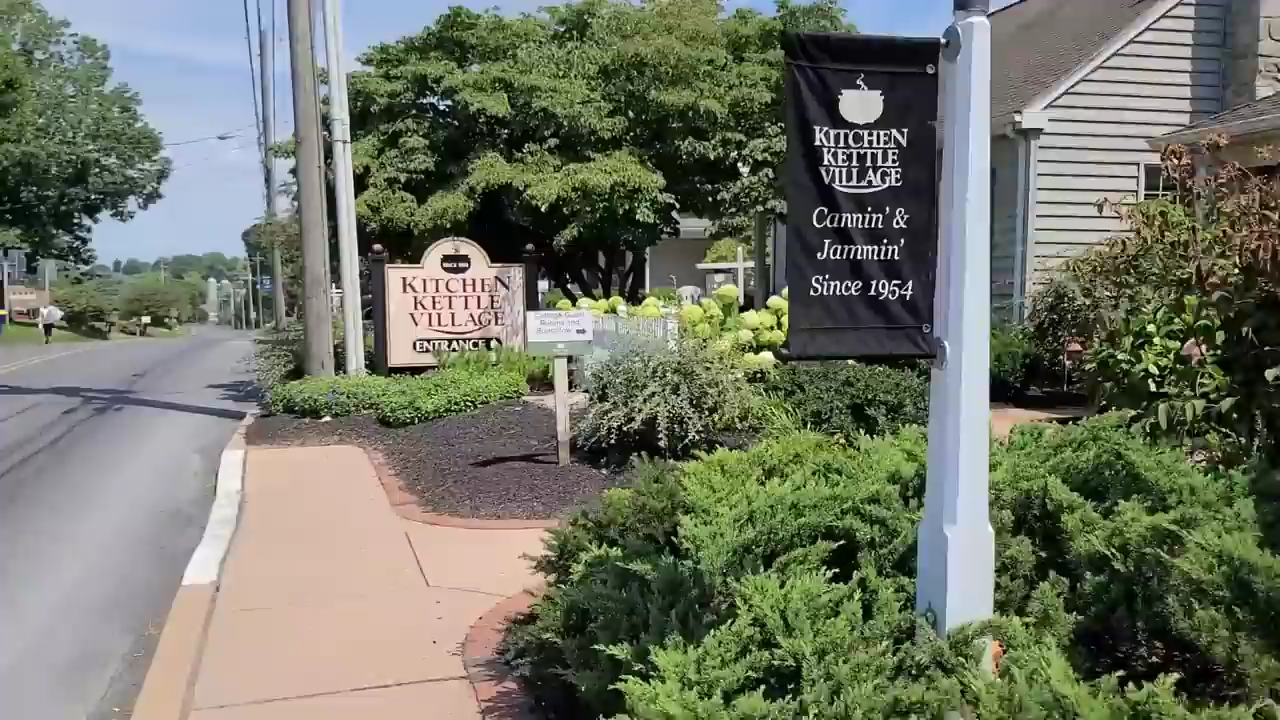 KITCHEN
KETTLE
VILLAGE
Cannin' &
Jammin'
Since 1954
SINCE 1954
KITCHEN
KETTLE
VILLAGE
ENTRANCE